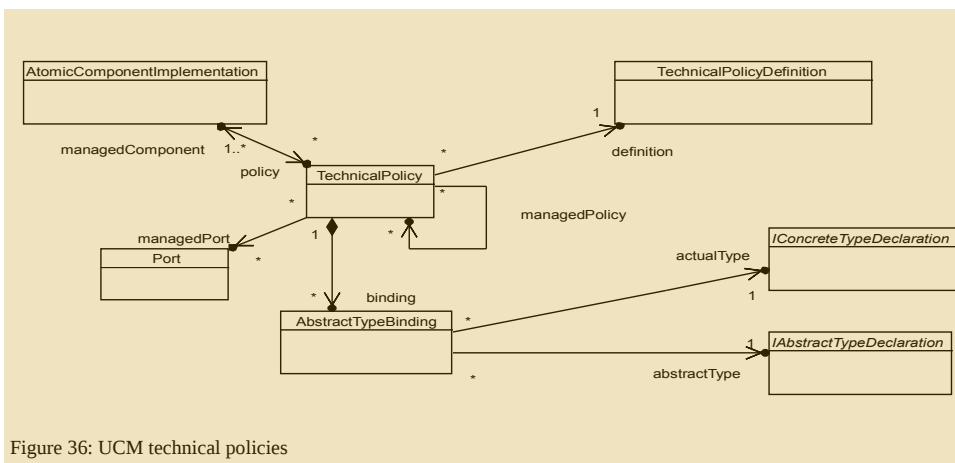 AtomicComponentImplementation
TechnicalPolicyDefinition
1
*
managedComponent
1..*
*
definition
policy
TechnicalPolicy
*
*
managedPolicy
managedPort
1
*
Port
*
actualType
IConcreteTypeDeclaration
1
*
binding
*
AbstractTypeBinding
1
IAbstractTypeDeclaration
abstractType
*
Figure 36: UCM technical policies